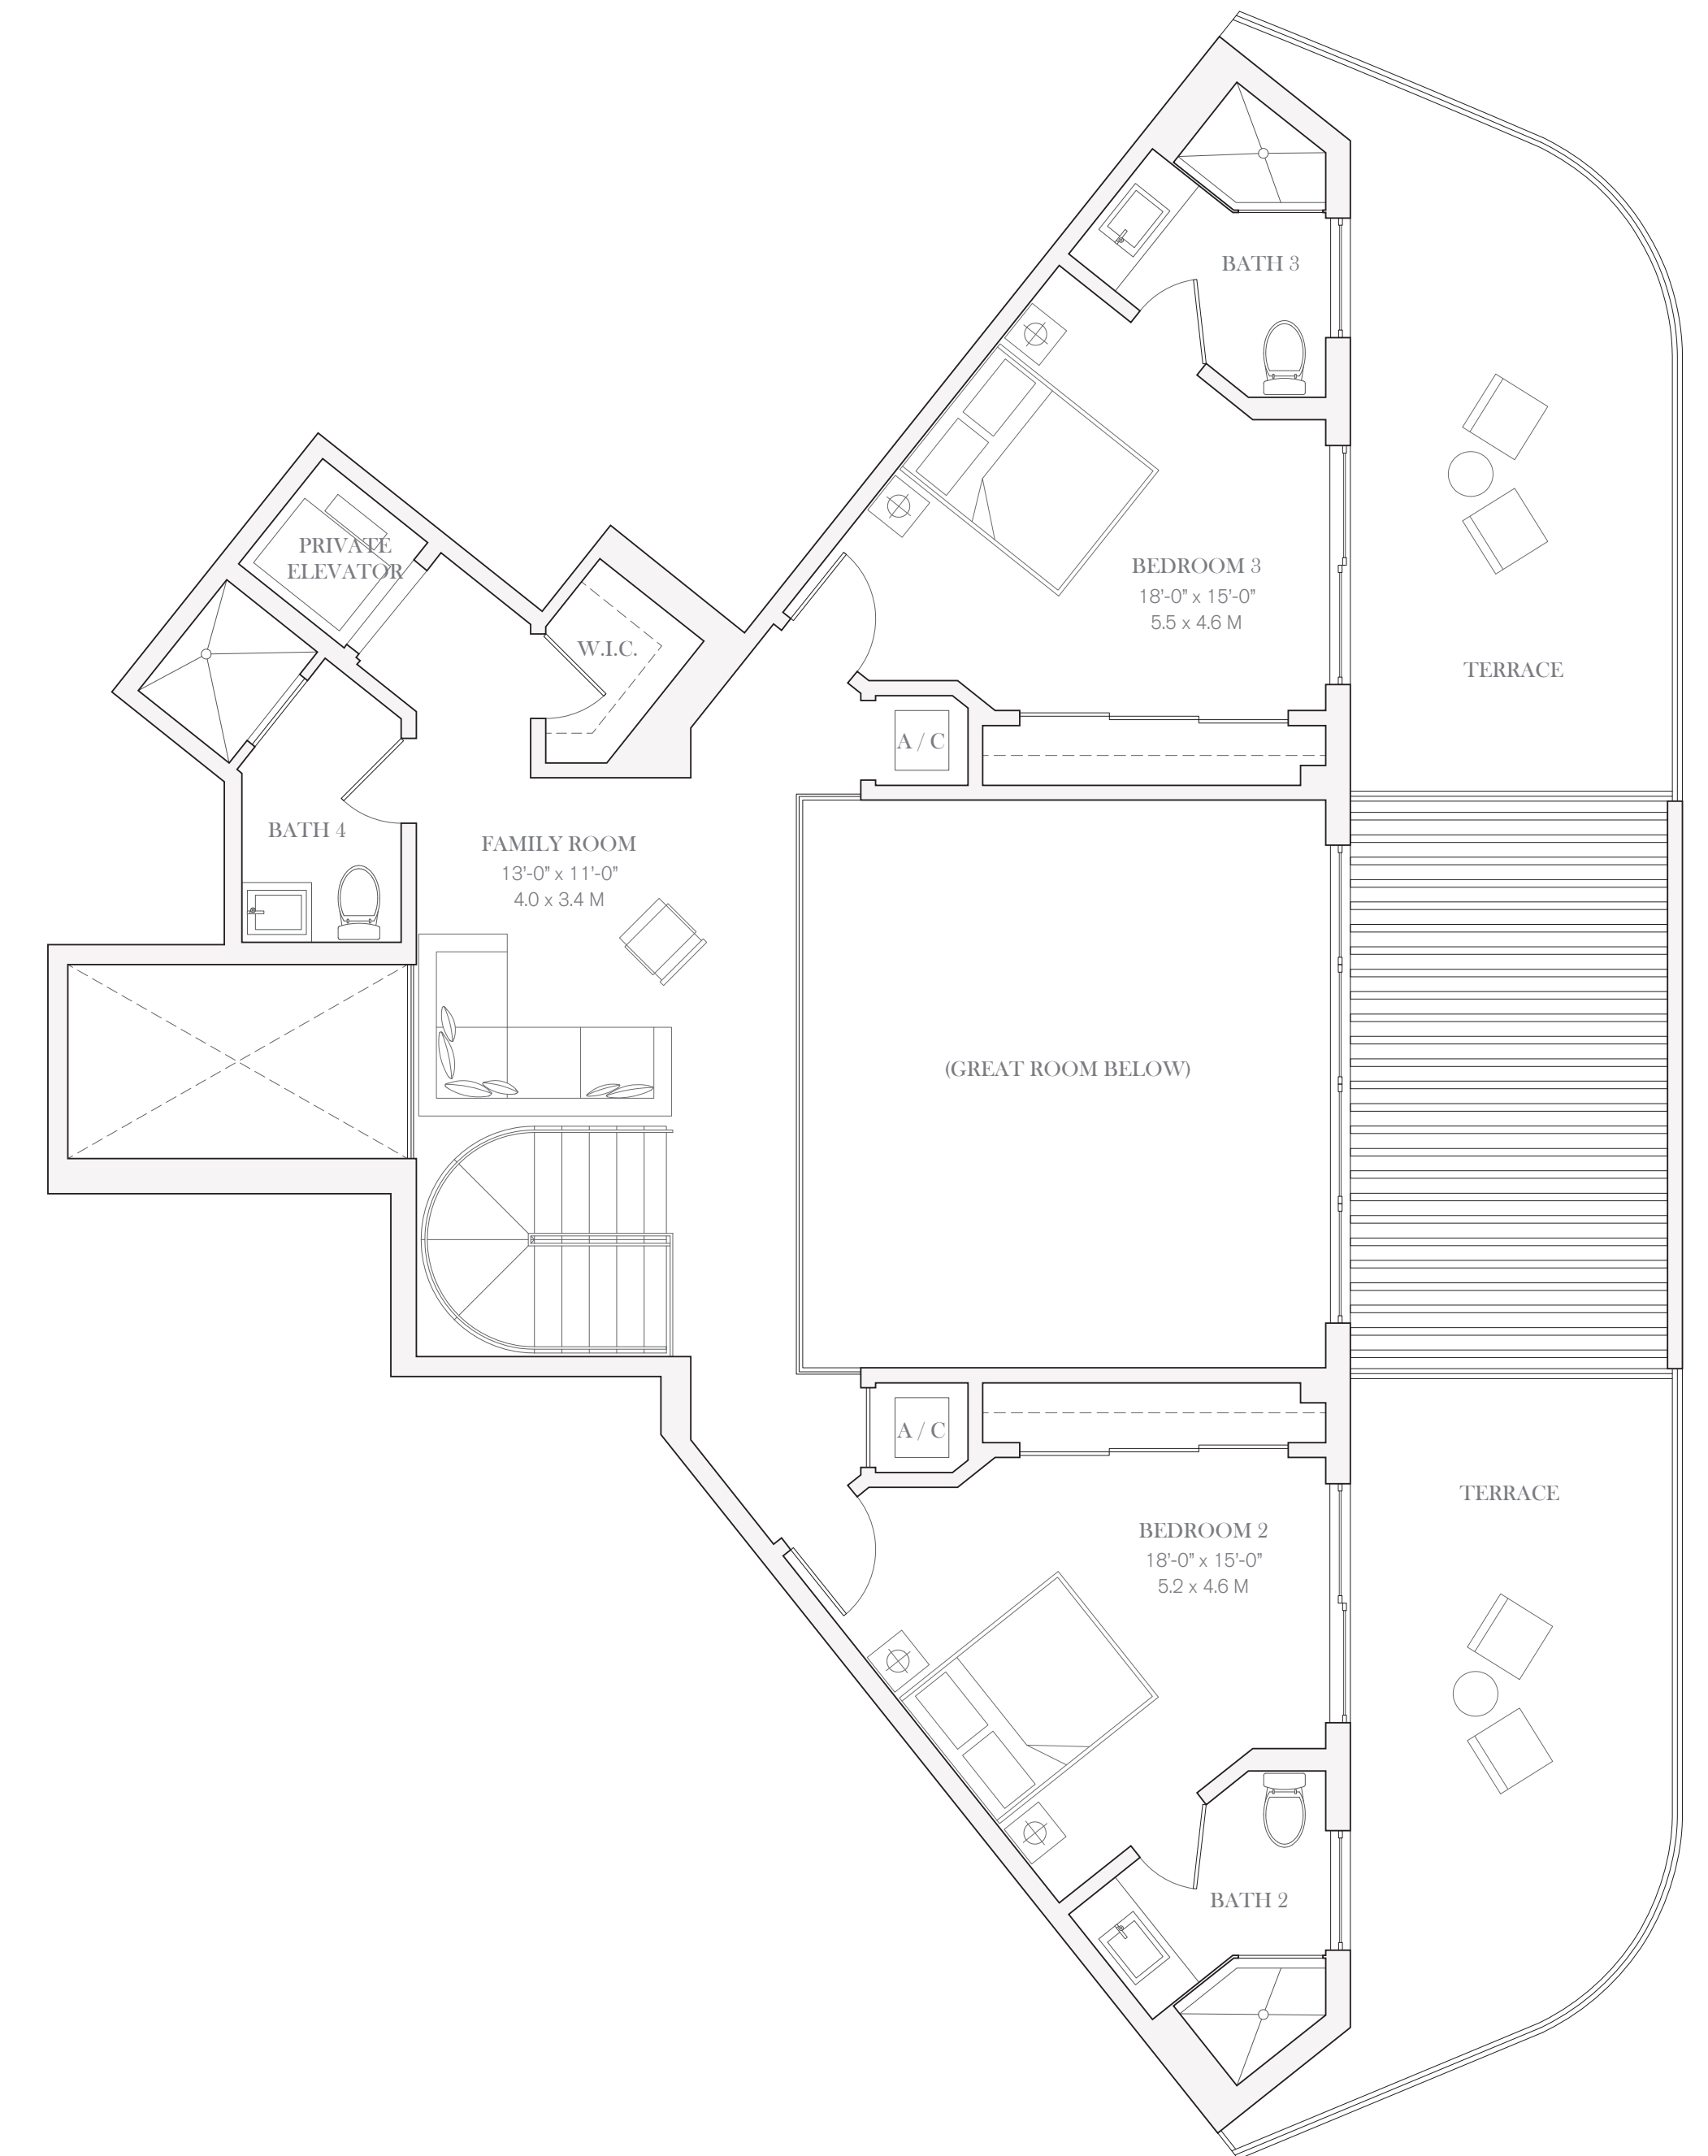 BATH 3
PRIVATE
ELEVATOR
BEDROOM 3
18'-0" x 15'-0"
5.5 x 4.6 M
W.I.C.
TERRACE
A / C
BATH 4
FAMILY ROOM
13'-0" x 11'-0"
4.0 x 3.4 M
(GREAT ROOM BELOW)
A / C
TERRACE
BEDROOM 2
18'-0" x 15'-0"
5.2 x 4.6 M
BATH 2